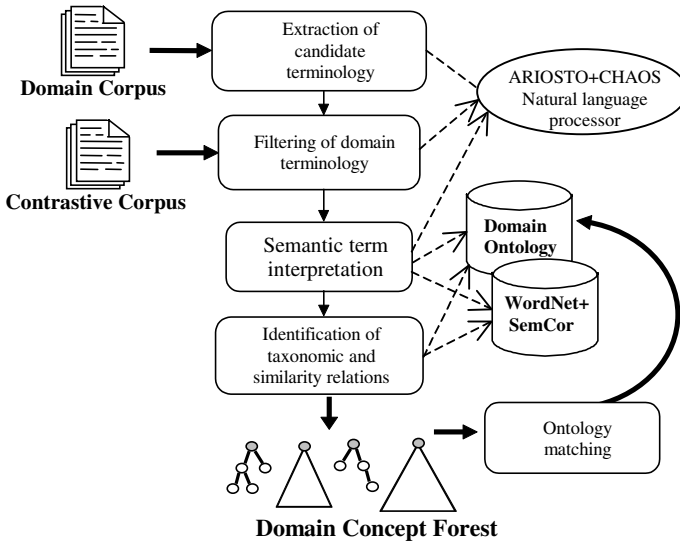 Extraction of
candidate
terminology
Domain Corpus
ARIOSTO+CHAOS
Natural language
processor
Filtering of domain
terminology
Contrastive Corpus
Semantic term
interpretation
Domain
Ontology
WordNet+
SemCor
Identification of
taxonomic and
similarity relations
Ontology
matching
Domain Concept Forest